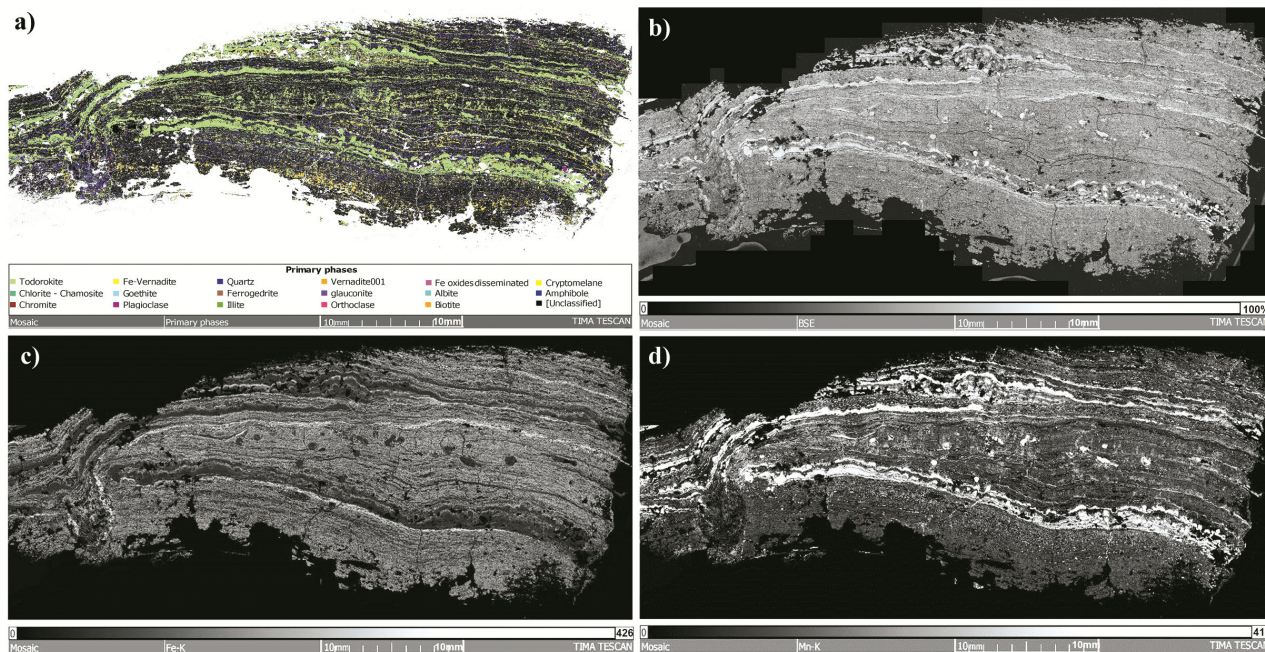 a)
Primary phases
Todorokite Fe-Vernadite Quartz Vernadite001 Fe oxides disseminated Cryptomelane
Chlorite - Chamosite Goethite Ferrogedrite glauconite Albite Amphibole
Chromite Plagioclase Illite Orthoclase Biotite [Unclassified]
Mosaic Primary phases 10mm 10mm TIMA TESCAN
b)
0 100%
Mosaic BSE 10mm 10mm TIMA TESCAN
c)
0 426
Mosaic Fe-K 10mm 10mm TIMA TESCAN
d)
0 41
Mosaic Mn-K 10mm 10mm TIMA TESCAN